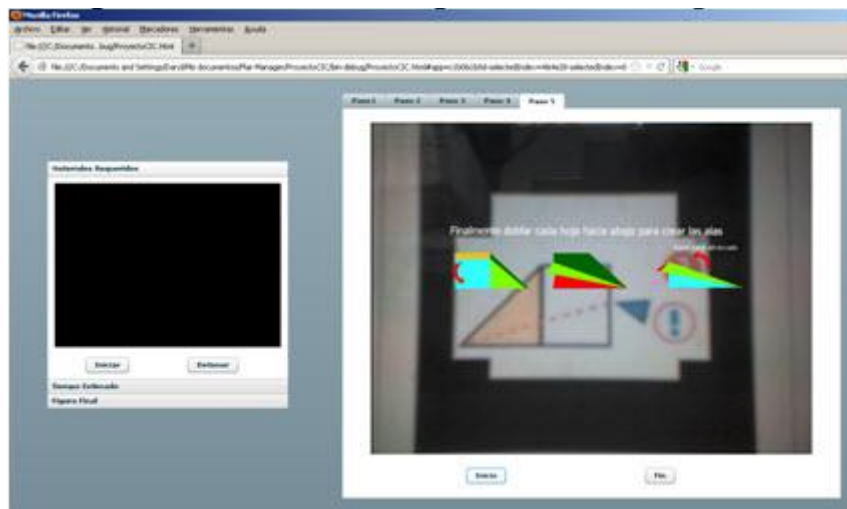 Mozilla Firefox
Archivo Editar Ver Historial Marcadores Herramientas Ayuda
Google
Paso 1 Paso 2 Paso 3 Paso 4 Paso 5
Materiales Requeridos
Finalmente doblar cada hoja hacia abajo para crear las alas
Iniciar Detener
Tiempo Estimado
Figura Final
Inicio Fin